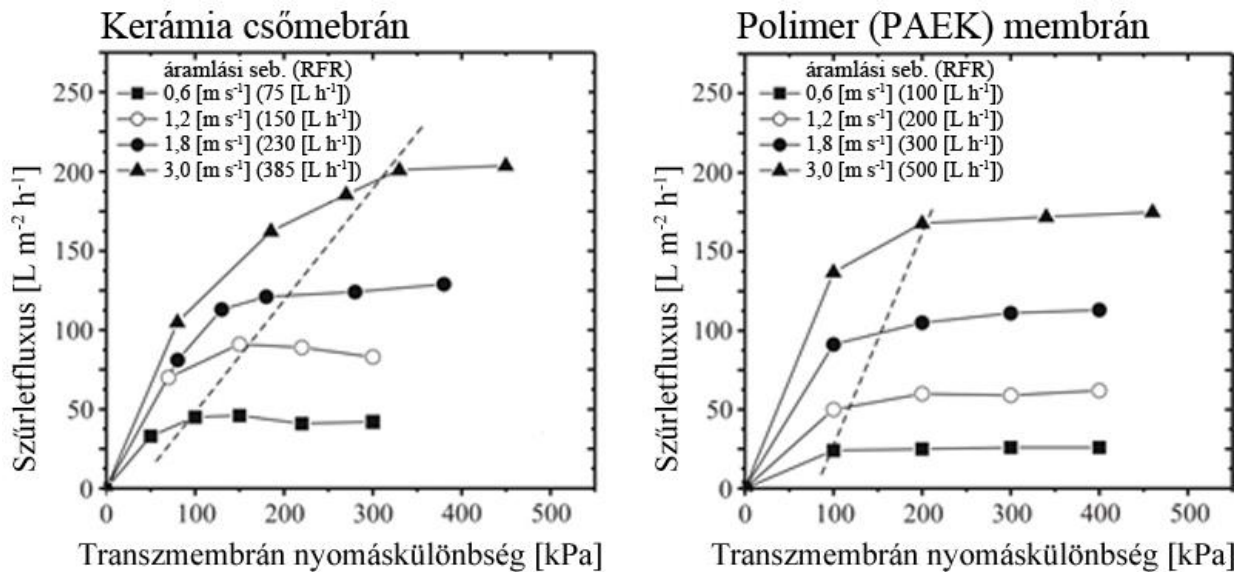 Kerámia csőmebrán
áramlási seb. (RFR)
0,6 [m s⁻¹] (75 [L h⁻¹])
1,2 [m s⁻¹] (150 [L h⁻¹])
1,8 [m s⁻¹] (230 [L h⁻¹])
3,0 [m s⁻¹] (385 [L h⁻¹])
250
200
150
100
50
0
Szűrletfluxus [L m⁻² h⁻¹]
0 100 200 300 400 500
Transzmembrán nyomáskülönbség [kPa]
Polimer (PAEK) membrán
áramlási seb. (RFR)
0,6 [m s⁻¹] (100 [L h⁻¹])
1,2 [m s⁻¹] (200 [L h⁻¹])
1,8 [m s⁻¹] (300 [L h⁻¹])
3,0 [m s⁻¹] (500 [L h⁻¹])
250
200
150
100
50
0
Szűrletfluxus [L m⁻² h⁻¹]
0 100 200 300 400 500
Transzmembrán nyomáskülönbség [kPa]